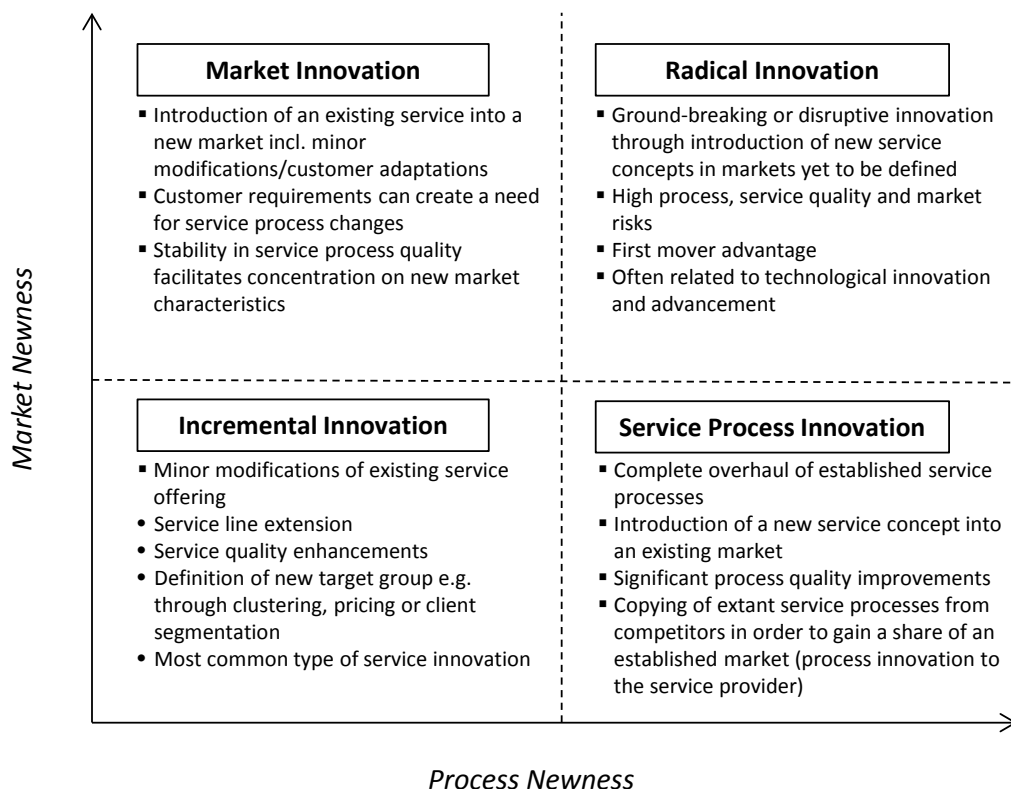 Market Innovation
▪ Introduction of an existing service into a
new market incl. minor
modifications/customer adaptations
▪ Customer requirements can create a need
for service process changes
▪ Stability in service process quality
facilitates concentration on new market
characteristics
Radical Innovation
▪ Ground-breaking or disruptive innovation
through introduction of new service
concepts in markets yet to be defined
▪ High process, service quality and market
risks
▪ First mover advantage
▪ Often related to technological innovation
and advancement
Market Newness
Incremental Innovation
▪ Minor modifications of existing service
offering
• Service line extension
• Service quality enhancements
• Definition of new target group e.g.
through clustering, pricing or client
segmentation
• Most common type of service innovation
Service Process Innovation
▪ Complete overhaul of established service
processes
▪ Introduction of a new service concept into
an existing market
▪ Significant process quality improvements
▪ Copying of extant service processes from
competitors in order to gain a share of an
established market (process innovation to
the service provider)
Process Newness